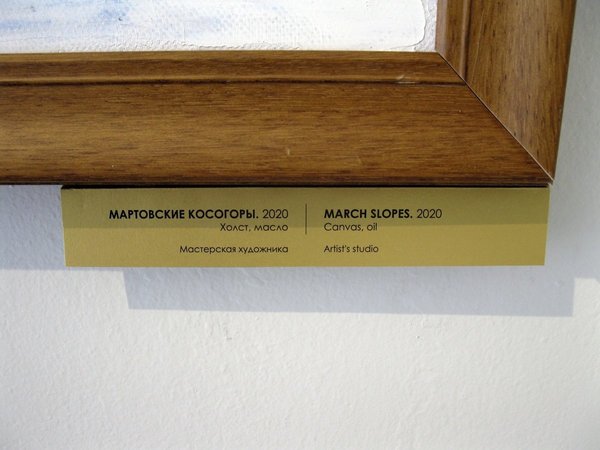 МАРТОВСКИЕ КОСОГОРЫ. 2020
Холст, масло
Мастерская художника
MARCH SLOPES. 2020
Canvas, oil
Artist's studio